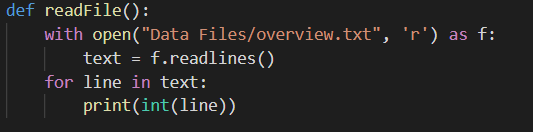 def readFile():
    with open("Data Files/overview.txt", 'r') as f:
        text = f.readlines()
    for line in text:
        print(int(line))